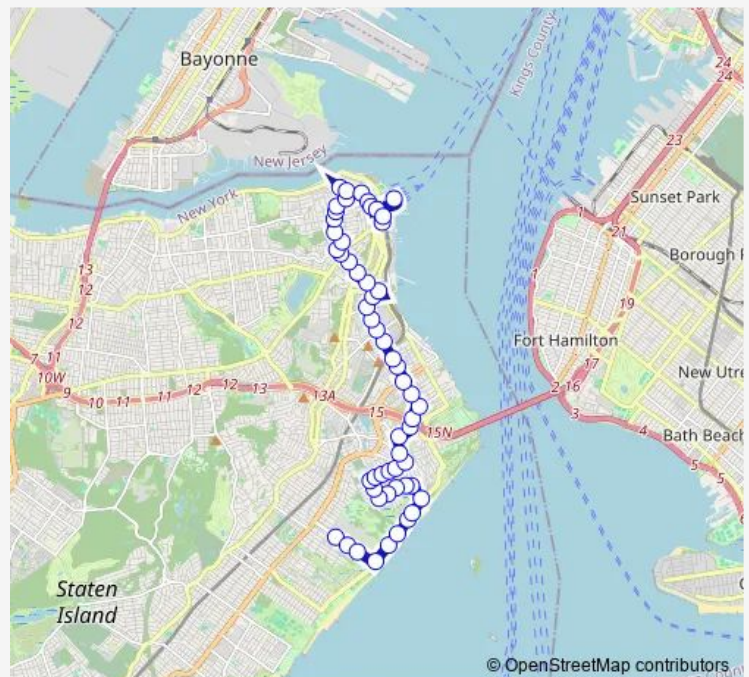 Bayonne
Kings County
24
24
23
New Jersey
New York
Sunset Park
1
21
Borough
13
12
1
19
12
Fort Hamilton
7
11
10W
9
10
11
11
12
12
13
13A
15
15N
17
2-16
3
New Utre
4
Bath Beach
5
5
Staten
Island
© OpenStreetMap contributors